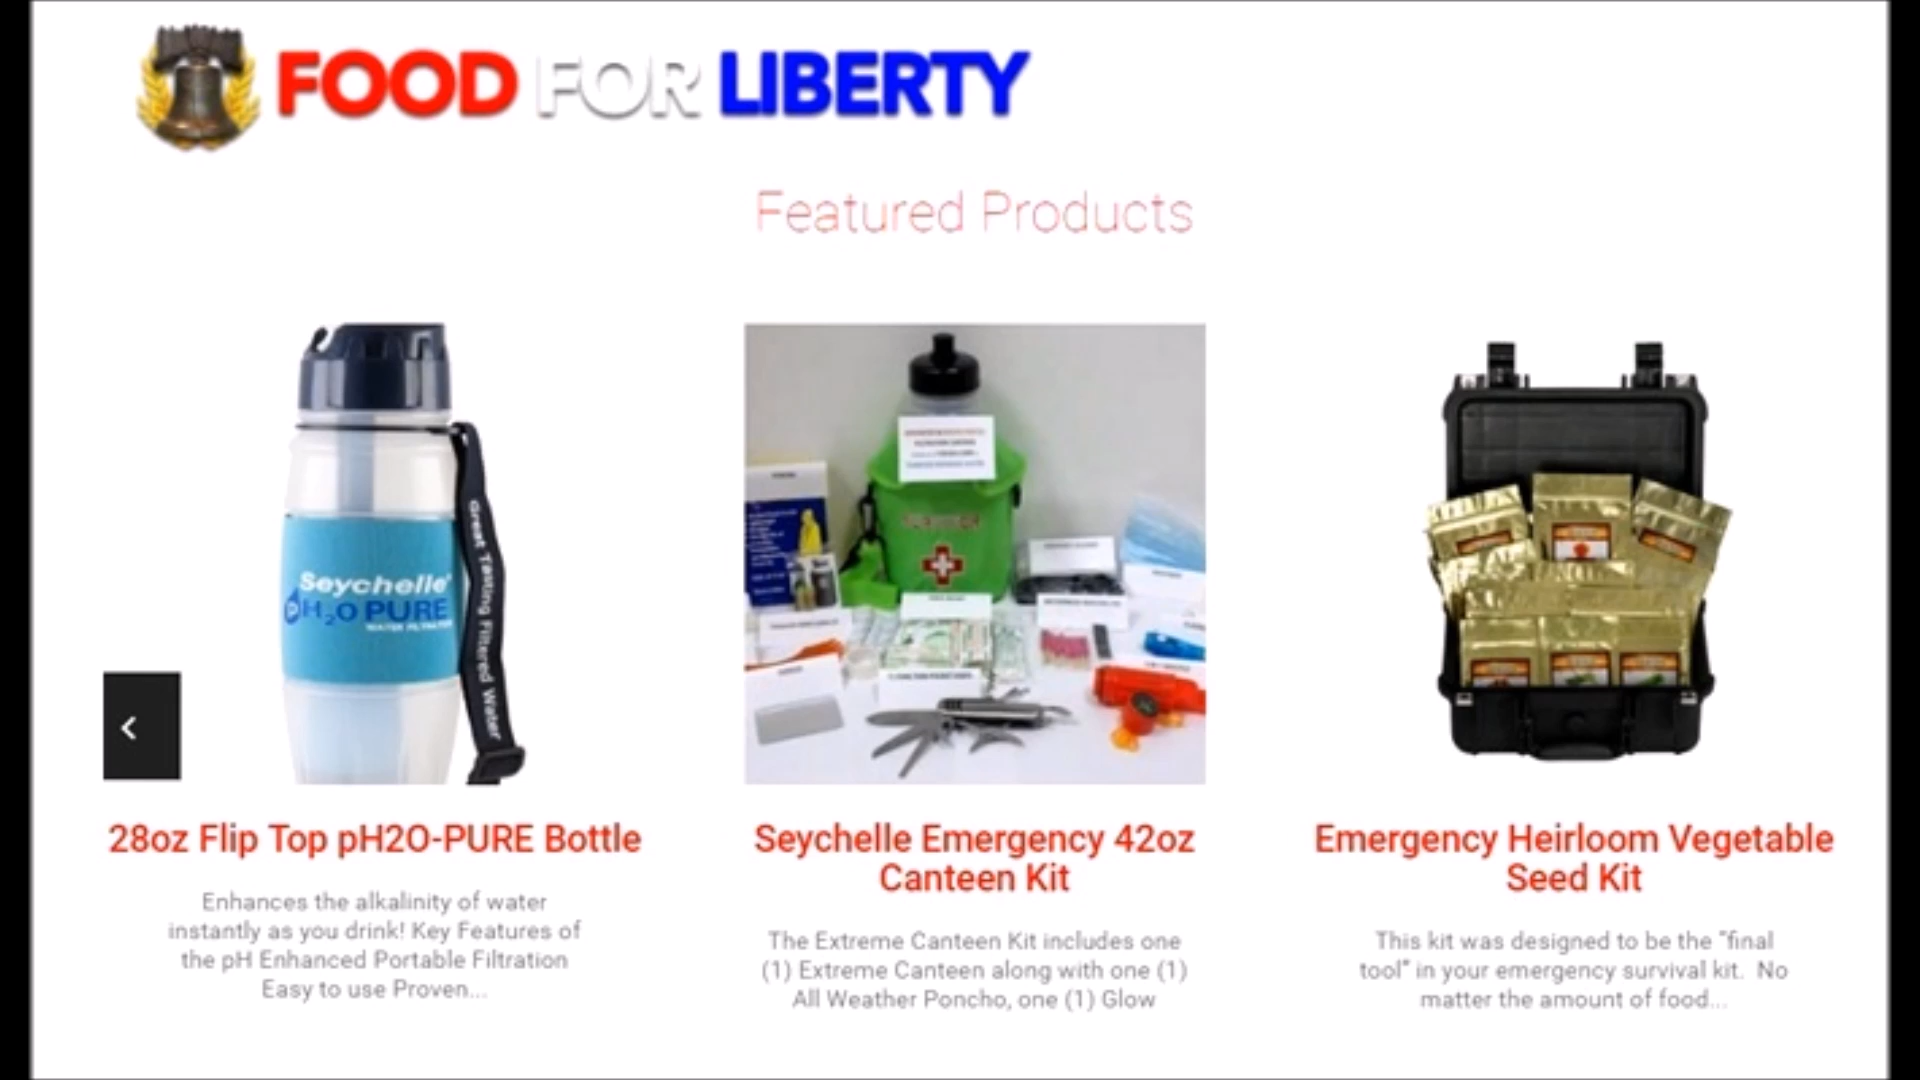 FOOD FOR LIBERTY
Featured Products
Seychelle
pH2O PURE
WATER FILTRATION
Great Tasting Filtered Water
28oz Flip Top pH2O-PURE Bottle
Enhances the alkalinity of water
instantly as you drink! Key Features of
the pH Enhanced Portable Filtration
Easy to use Proven...
Seychelle Emergency 42oz
Canteen Kit
The Extreme Canteen Kit includes one
(1) Extreme Canteen along with one (1)
All Weather Poncho, one (1) Glow
Emergency Heirloom Vegetable
Seed Kit
This kit was designed to be the "final
tool" in your emergency survival kit. No
matter the amount of food...